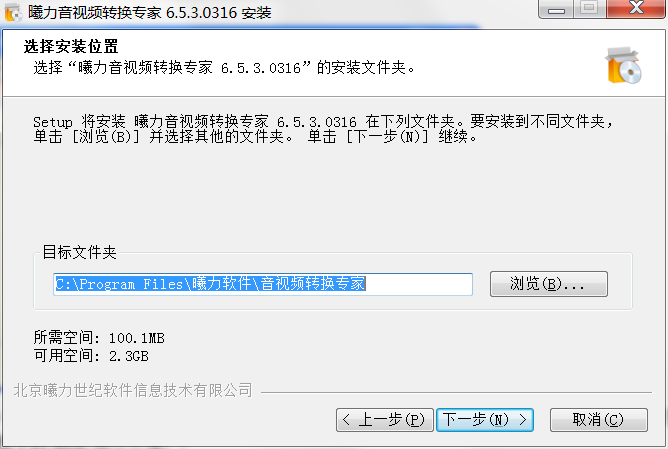 曦力音视频转换专家 6.5.3.0316 安装
选择安装位置
选择“曦力音视频转换专家 6.5.3.0316”的安装文件夹。
Setup 将安装 曦力音视频转换专家 6.5.3.0316 在下列文件夹。要安装到不同文件夹，
单击 [浏览(B)] 并选择其他的文件夹。 单击 [下一步(N)] 继续。
目标文件夹
C:\Program Files\曦力软件\音视频转换专家
浏览(B)...
所需空间: 100.1MB
可用空间: 2.3GB
北京曦力世纪软件信息技术有限公司
< 上一步(P) 下一步(N) > 取消(C)